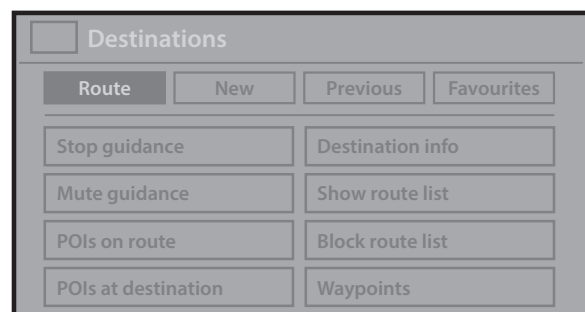 Destinations
Route New Previous Favourites
Stop guidance Destination info
Mute guidance Show route list
POIs on route Block route list
POIs at destination Waypoints